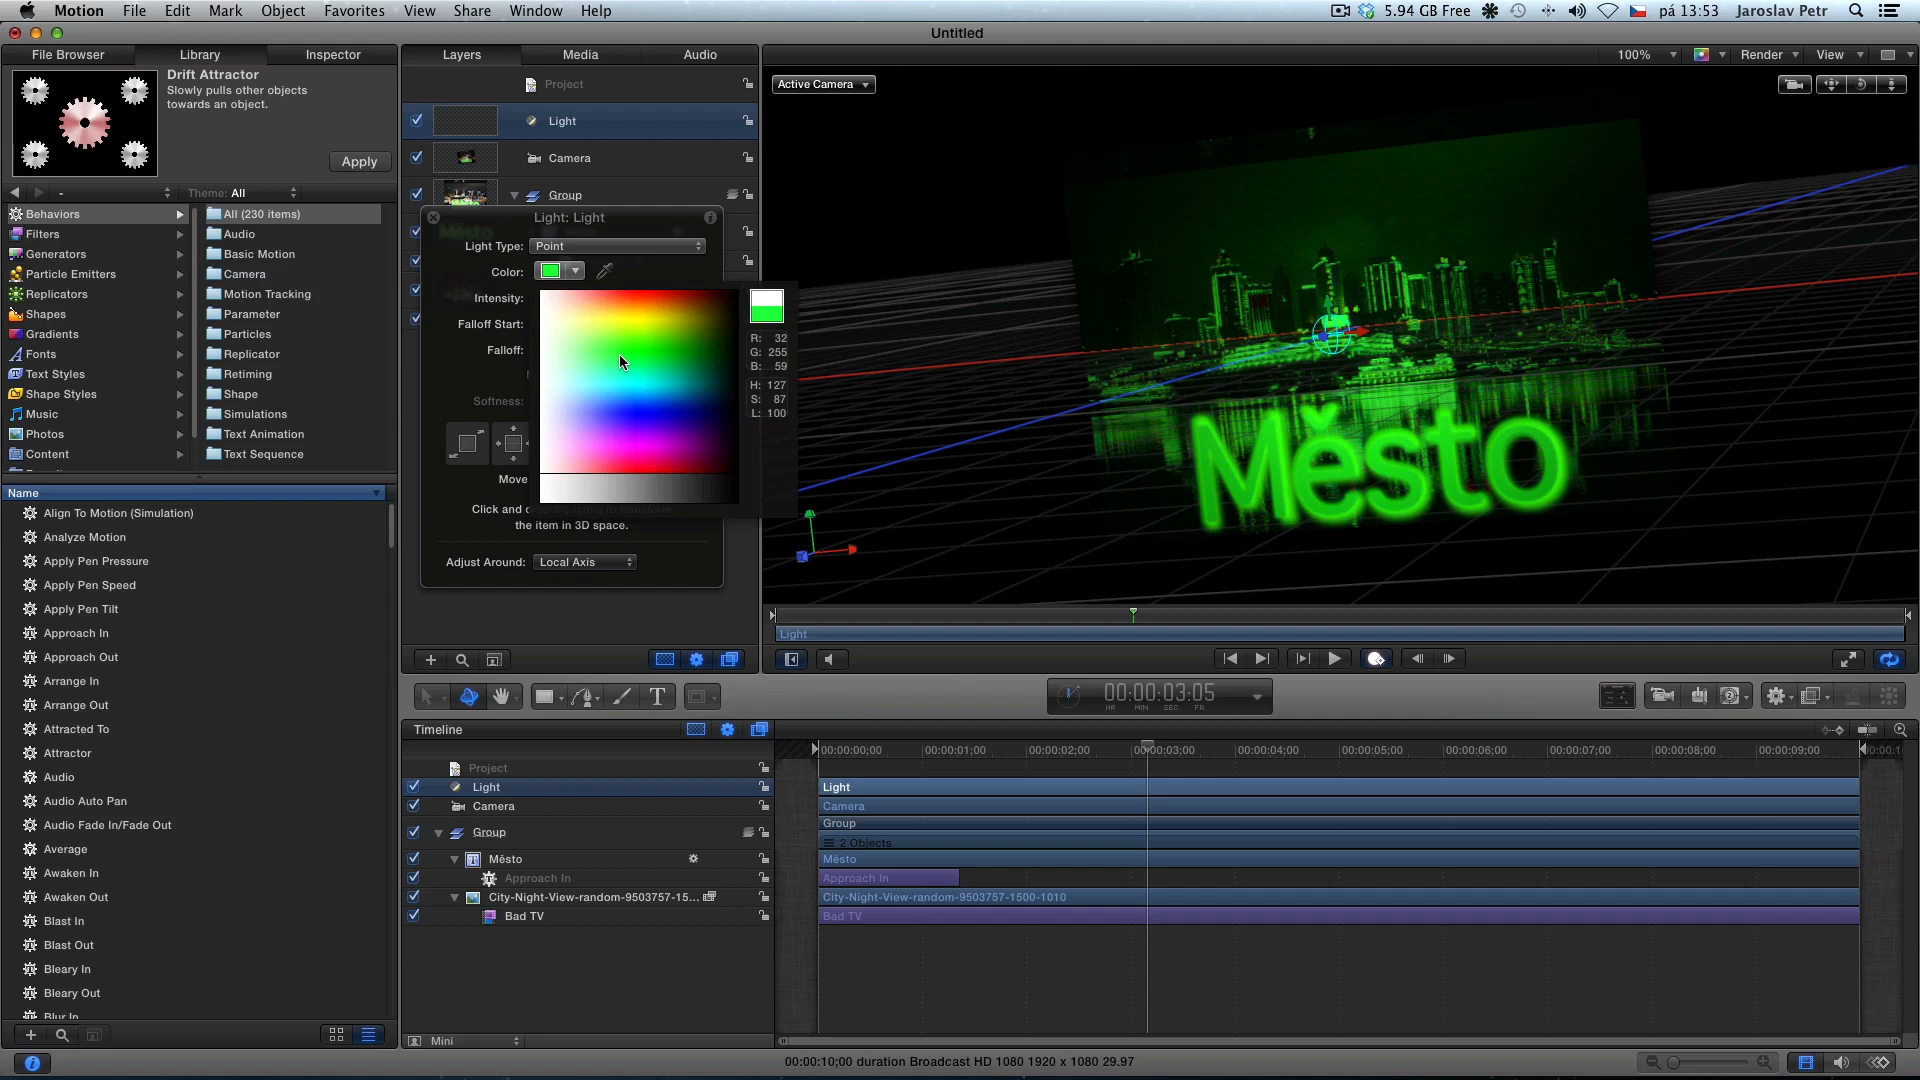 Motion File Edit Mark Object Favorites View Share Window Help
5.94 GB Free pá 13:53 Jaroslav Petr
Untitled
File Browser Library Inspector
Drift Attractor
Slowly pulls other objects
towards an object.
Apply
- Theme: All
Behaviors
Filters
Generators
Particle Emitters
Replicators
Shapes
Gradients
Fonts
Text Styles
Shape Styles
Music
Photos
Content
All (230 items)
Audio
Basic Motion
Camera
Motion Tracking
Parameter
Particles
Replicator
Retiming
Shape
Simulations
Text Animation
Text Sequence
Name
Align To Motion (Simulation)
Analyze Motion
Apply Pen Pressure
Apply Pen Speed
Apply Pen Tilt
Approach In
Approach Out
Arrange In
Arrange Out
Attracted To
Attractor
Audio
Audio Auto Pan
Audio Fade In/Fade Out
Average
Awaken In
Awaken Out
Blast In
Blast Out
Bleary In
Bleary Out
Blur In
Layers Media Audio
Project
Light
Camera
Group
Light: Light
Light Type: Point
Color:
Intensity:
Falloff Start:
Falloff:
Softness:
Move
Click and
the item in 3D space.
Adjust Around: Local Axis
R: 32
G: 255
B: 59
H: 127
S: 87
L: 100
100% Render View
Active Camera
Město
Light
00:00:03:05
HR MIN SEC FR
Timeline
Project
Light
Camera
Group
Město
Approach In
City-Night-View-random-9503757-15...
Bad TV
Mini
00:00:00;00 00:00:01;00 00:00:02;00 00:00:03;00 00:00:04;00 00:00:05;00 00:00:06;00 00:00:07;00 00:00:08;00 00:00:09;00
Light
Camera
Group
2 Objects
Město
Approach In
City-Night-View-random-9503757-1500-1010
Bad TV
00:00:10;00 duration Broadcast HD 1080 1920 x 1080 29.97